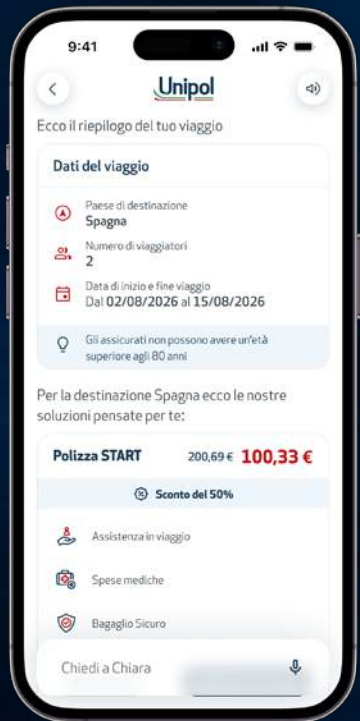 9:41
Unipol
Ecco il riepilogo del tuo viaggio
Dati del viaggio
Paese di destinazione
Spagna
Numero di viaggiatori
2
Data di inizio e fine viaggio
Dal 02/08/2026 al 15/08/2026
Gli assicurati non possono avere un'età
superiore agli 80 anni
Per la destinazione Spagna ecco le nostre
soluzioni pensate per te:
Polizza START 200,69 € 100,33 €
Sconto del 50%
Assistenza in viaggio
Spese mediche
Bagaglio Sicuro
Chiedi a Chiara